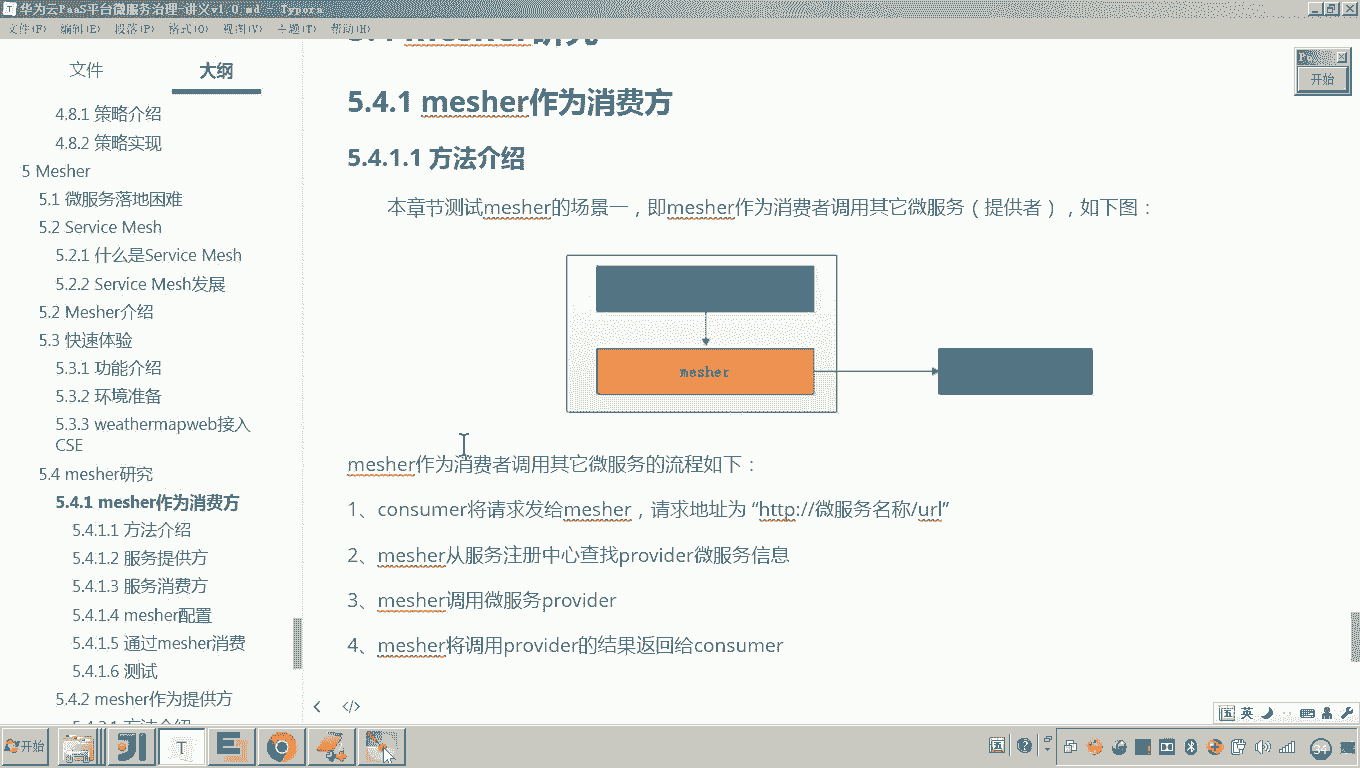 华为云PaaS平台微服务治理-讲义v1.0.md - Typora
文件(F) 编辑(E) 段落(P) 格式(O) 视图(V) 主题(T) 帮助(H)
文件 大纲
4.8.1 策略介绍
4.8.2 策略实现
5 Mesher
5.1 微服务落地困难
5.2 Service Mesh
5.2.1 什么是Service Mesh
5.2.2 Service Mesh发展
5.2 Mesher介绍
5.3 快速体验
5.3.1 功能介绍
5.3.2 环境准备
5.3.3 weathermapweb接入
CSE
5.4 mesher研究
5.4.1 mesher作为消费方
5.4.1.1 方法介绍
5.4.1.2 服务提供方
5.4.1.3 服务消费方
5.4.1.4 mesher配置
5.4.1.5 通过mesher消费
5.4.1.6 测试
5.4.2 mesher作为提供方
5.4 mesher研究
5.4.1 mesher作为消费方
5.4.1.1 方法介绍
本章节测试mesher的场景一，即mesher作为消费者调用其它微服务（提供者），如下图：
mesher
mesher作为消费者调用其它微服务的流程如下：
1、consumer将请求发给mesher，请求地址为 “http://微服务名称/url”
2、mesher从服务注册中心查找provider微服务信息
3、mesher调用微服务provider
4、mesher将调用provider的结果返回给consumer
开始
开始
英
34